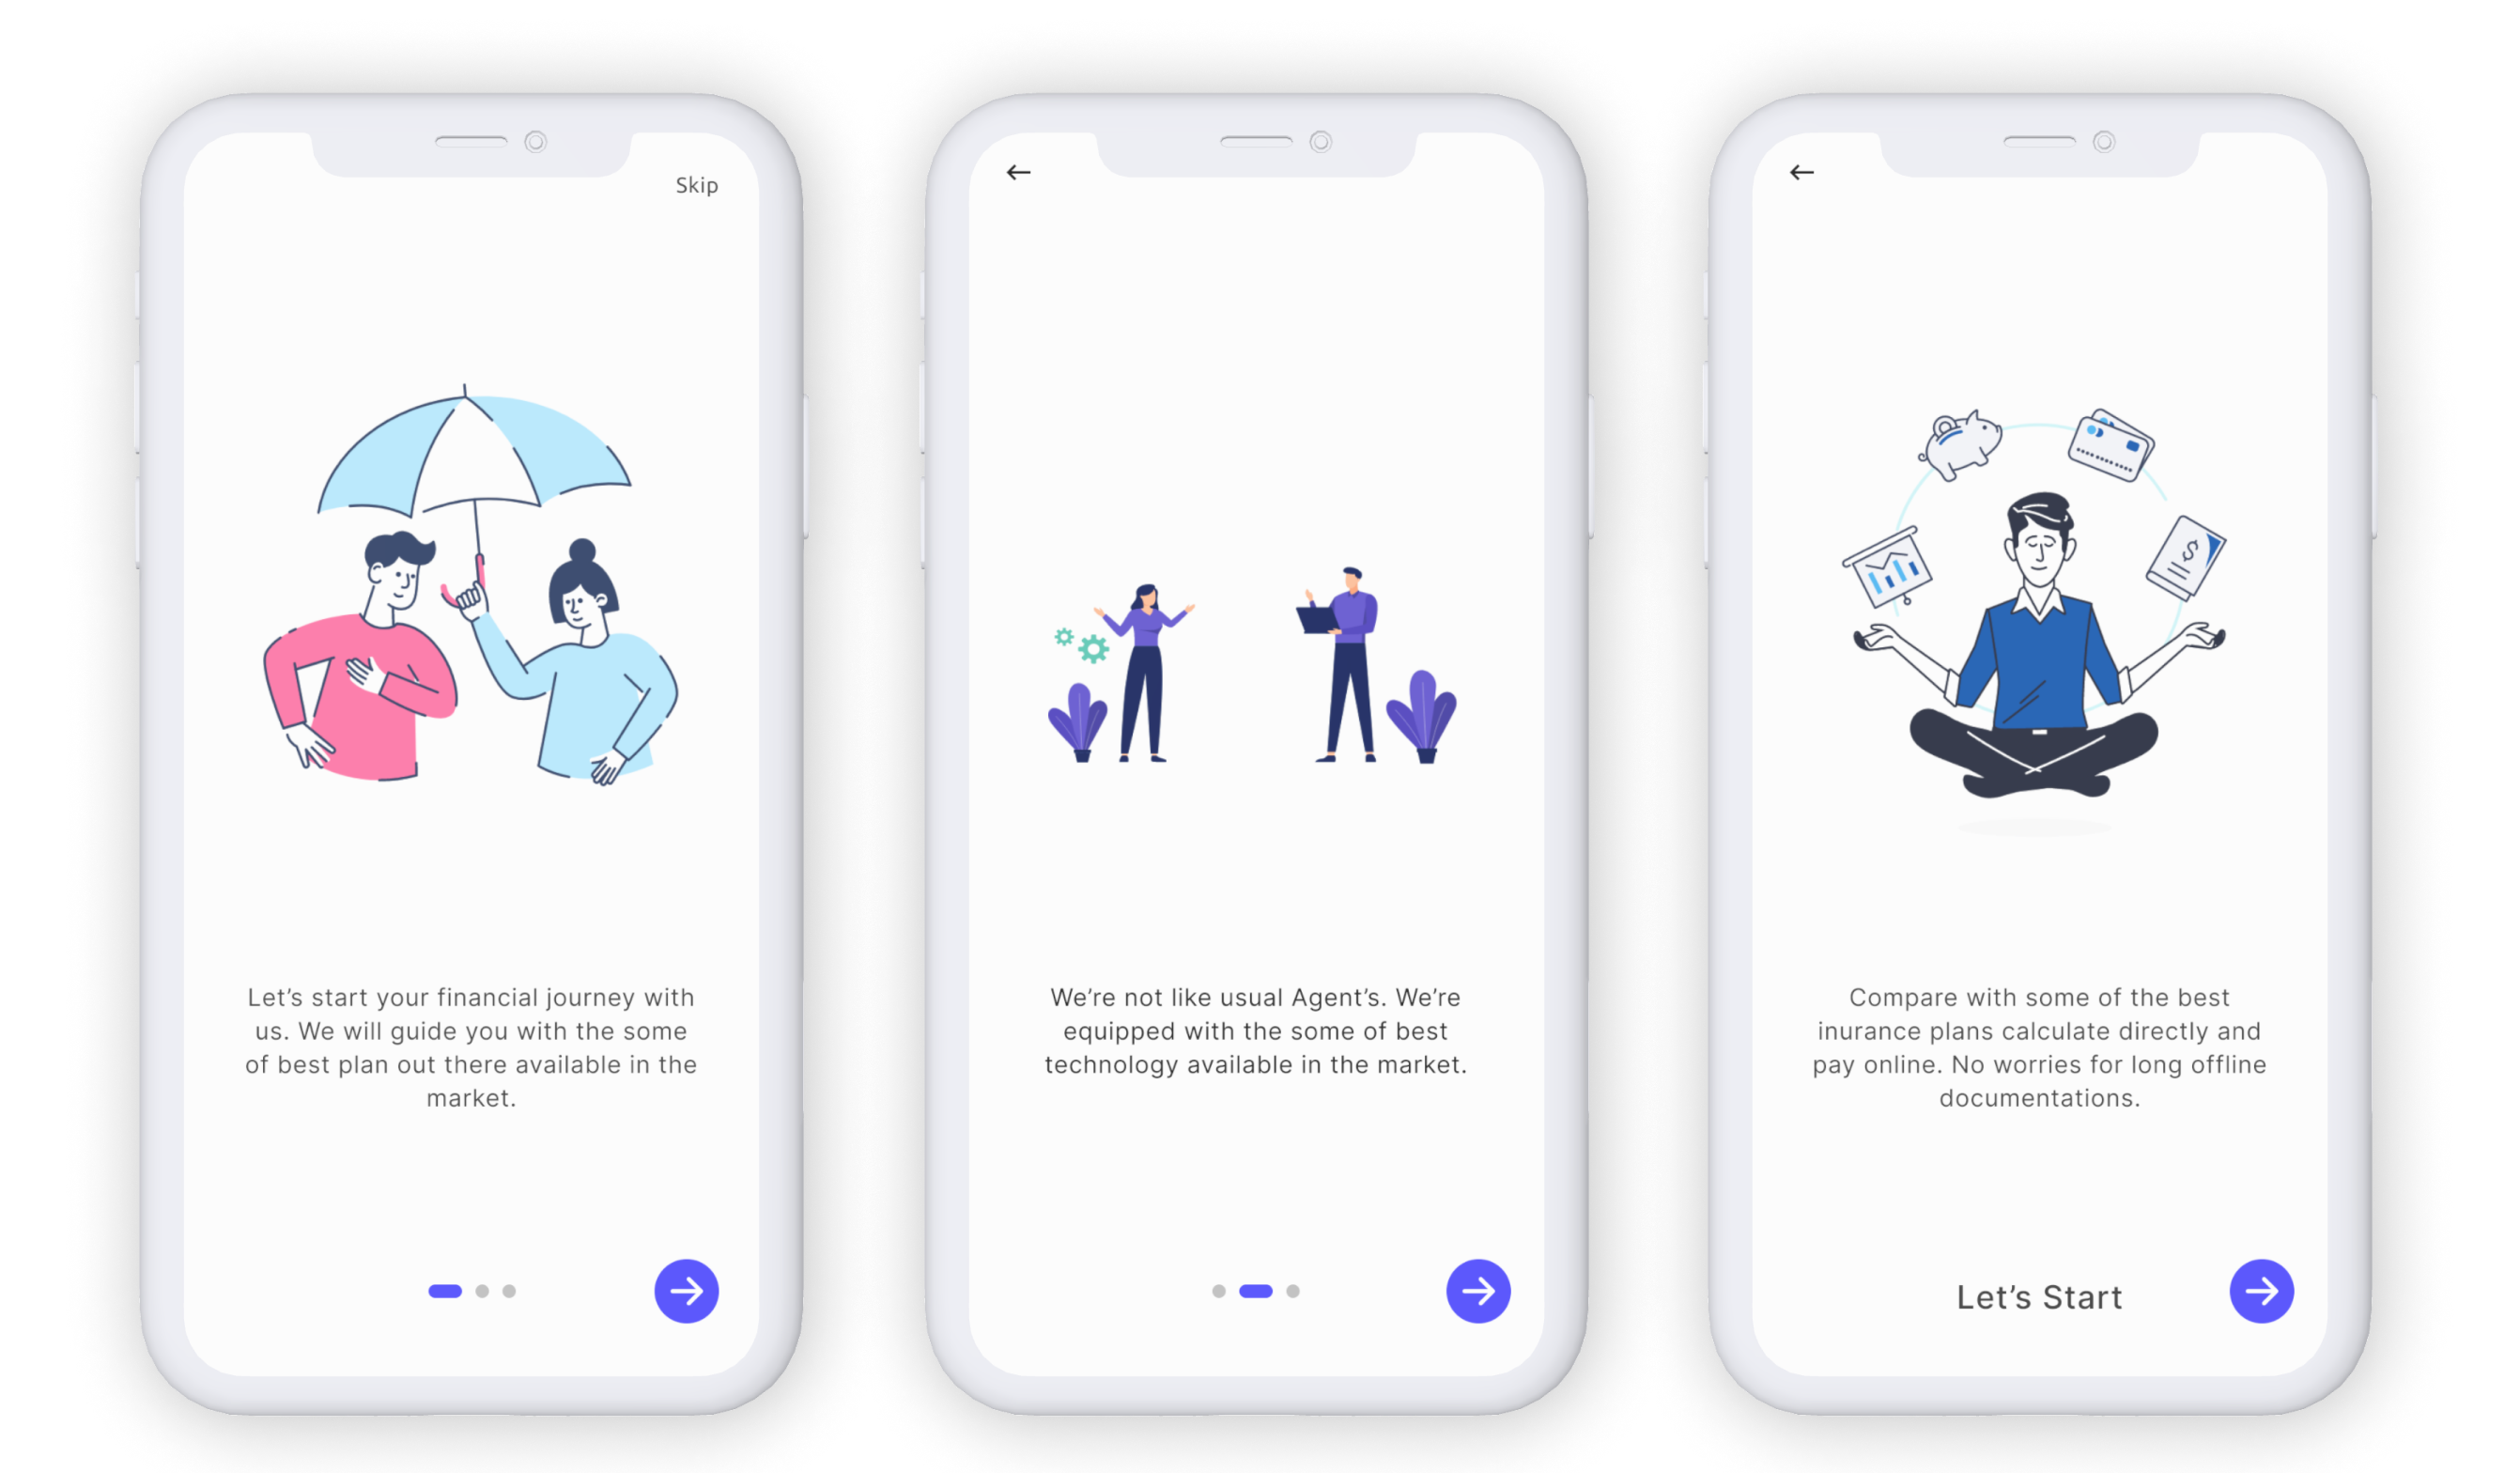 Skip
Let’s start your financial journey with
us. We will guide you with the some
of best plan out there available in the
market.
We’re not like usual Agent’s. We’re
equipped with the some of best
technology available in the market.
Compare with some of the best
inurance plans calculate directly and
pay online. No worries for long offline
documentations.
Let’s Start